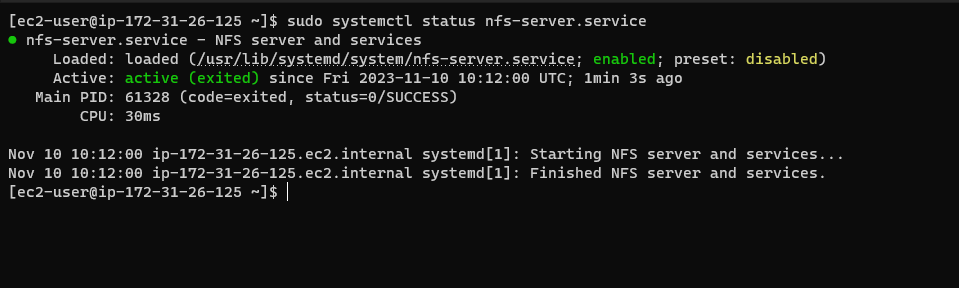 [ec2-user@ip-172-31-26-125 ~]$ sudo systemctl status nfs-server.service
● nfs-server.service - NFS server and services
     Loaded: loaded (/usr/lib/systemd/system/nfs-server.service; enabled; preset: disabled)
     Active: active (exited) since Fri 2023-11-10 10:12:00 UTC; 1min 3s ago
   Main PID: 61328 (code=exited, status=0/SUCCESS)
        CPU: 30ms

Nov 10 10:12:00 ip-172-31-26-125.ec2.internal systemd[1]: Starting NFS server and services...
Nov 10 10:12:00 ip-172-31-26-125.ec2.internal systemd[1]: Finished NFS server and services.
[ec2-user@ip-172-31-26-125 ~]$